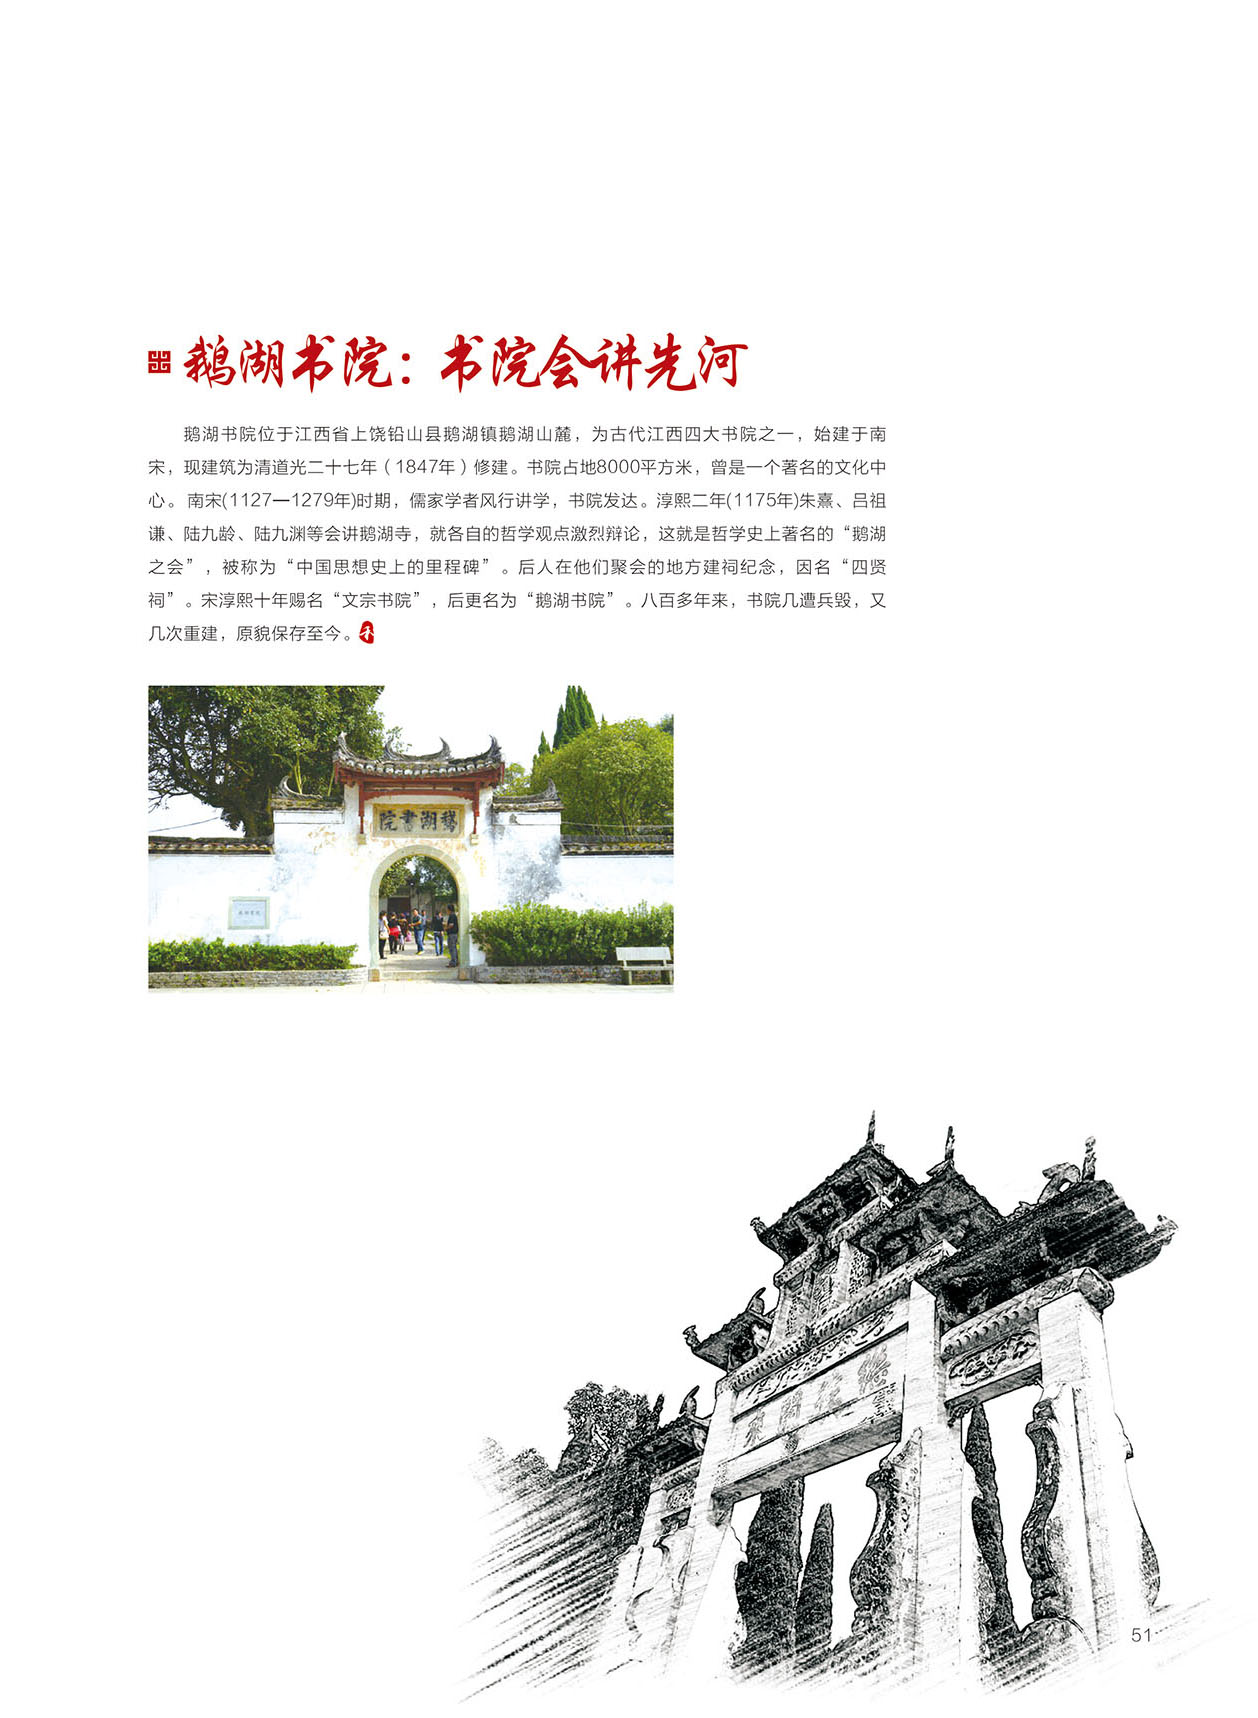 鹅湖书院：书院会讲先河
鹅湖书院位于江西省上饶铅山县鹅湖镇鹅湖山麓，为古代江西四大书院之一，始建于南
宋，现建筑为清道光二十七年（1847年）修建。书院占地8000平方米，曾是一个著名的文化中
心。南宋(1127—1279年)时期，儒家学者风行讲学，书院发达。淳熙二年(1175年)朱熹、吕祖
谦、陆九龄、陆九渊等会讲鹅湖寺，就各自的哲学观点激烈辩论，这就是哲学史上著名的“鹅湖
之会”，被称为“中国思想史上的里程碑”。后人在他们聚会的地方建祠纪念，因名“四贤
祠”。宋淳熙十年赐名“文宗书院”，后更名为“鹅湖书院”。八百多年来，书院几遭兵毁，又
几次重建，原貌保存至今。
鵝湖書院
51